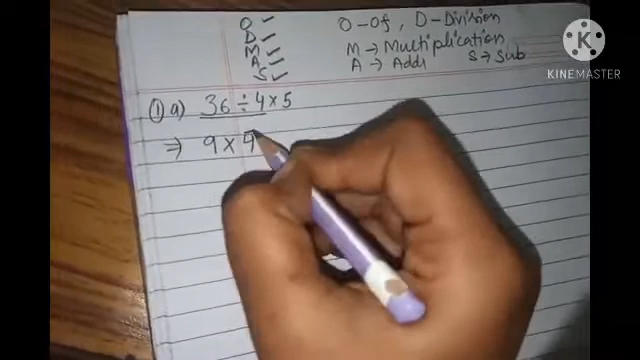 O ✓ O - Of , D - Division
D ✓
M ✓ M → Multiplication
A ✓ A → Addi S → Sub
S ✓
① a) 36 ÷ 4 × 5
⇒ 9 × 5
KINEMASTER